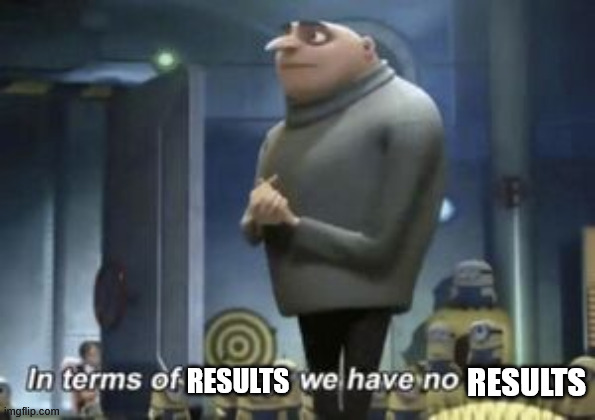 In terms of RESULTS we have no RESULTS
imgflip.com